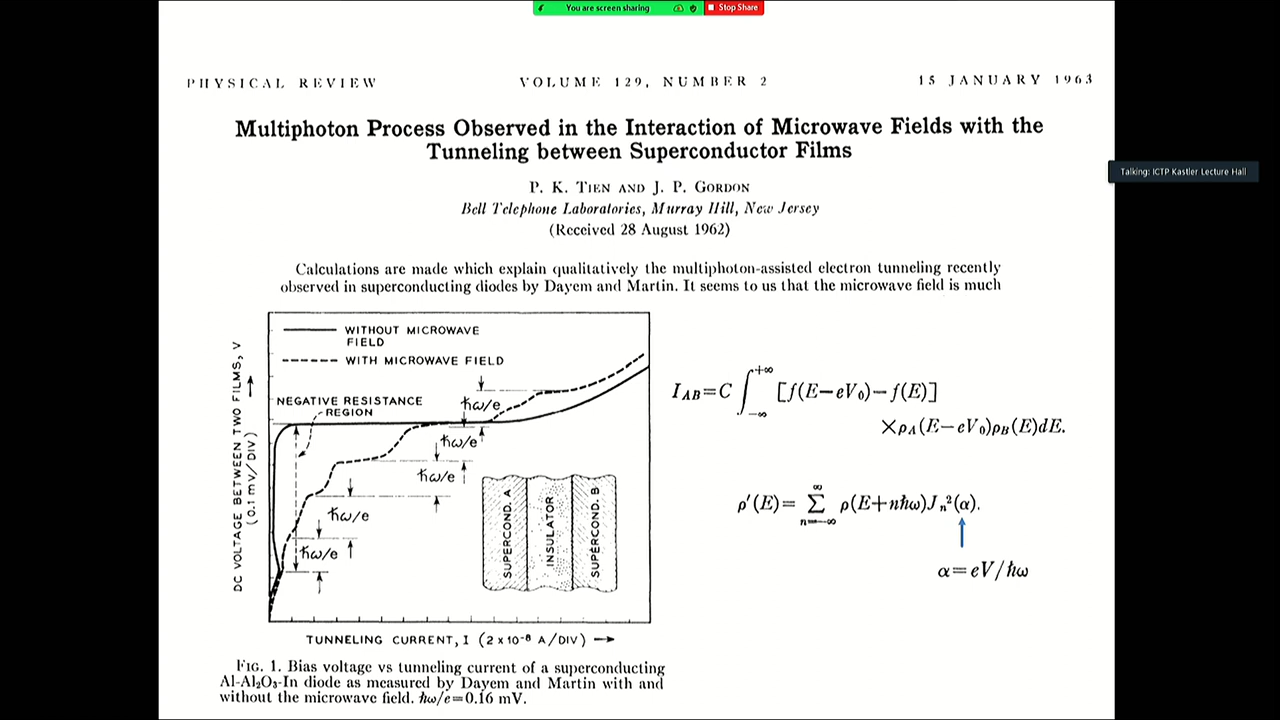 You are screen sharing
Stop Share
PHYSICAL REVIEW VOLUME 129, NUMBER 2 15 JANUARY 1963
Multiphoton Process Observed in the Interaction of Microwave Fields with the
Tunneling between Superconductor Films
P. K. TIEN AND J. P. GORDON
Bell Telephone Laboratories, Murray Hill, New Jersey
(Received 28 August 1962)
Talking: ICTP Kastler Lecture Hall
Calculations are made which explain qualitatively the multiphoton-assisted electron tunneling recently
observed in superconducting diodes by Dayem and Martin. It seems to us that the microwave field is much
WITHOUT MICROWAVE
FIELD
WITH MICROWAVE FIELD
NEGATIVE RESISTANCE
REGION
ħω/e
ħω/e
ħω/e
ħω/e
ħω/e
SUPERCOND. A
INSULATOR
SUPERCOND. B
DC VOLTAGE BETWEEN TWO FILMS, V
(0.1 mV/DIV)
TUNNELING CURRENT, I (2 x 10⁻⁸ A/DIV)
FIG. 1. Bias voltage vs tunneling current of a superconducting
Al-Al₂O₃-In diode as measured by Dayem and Martin with and
without the microwave field. ħω/e=0.16 mV.
I_AB=C ∫_{-∞}^{+∞} [f(E−eV₀)−f(E)]
×ρ_A(E−eV₀)ρ_B(E)dE.
ρ′(E)= ∑_{n=−∞}^{∞} ρ(E+nħω)J_n²(α).
α=eV/ħω